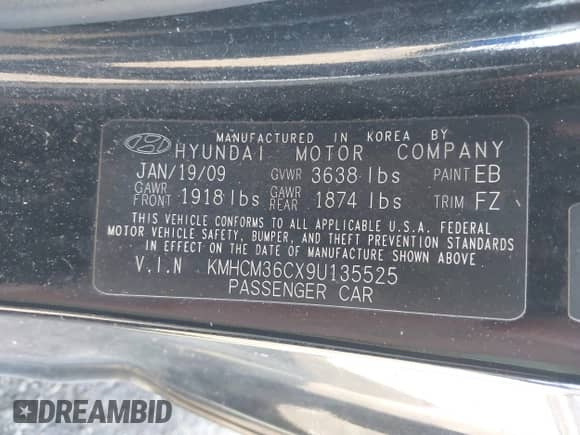 MANUFACTURED IN KOREA BY
HYUNDAI MOTOR COMPANY
JAN/19/09 GVWR 3638 lbs PAINT EB
GAWR FRONT 1918 lbs GAWR REAR 1874 lbs TRIM FZ
THIS VEHICLE CONFORMS TO ALL APPLICABLE U.S.A. FEDERAL
MOTOR VEHICLE SAFETY, BUMPER, AND THEFT PREVENTION STANDARDS
IN EFFECT ON THE DATE OF MANUFACTURE SHOWN ABOVE.
V.I.N KMHCM36CX9U135525
PASSENGER CAR
DREAMBID